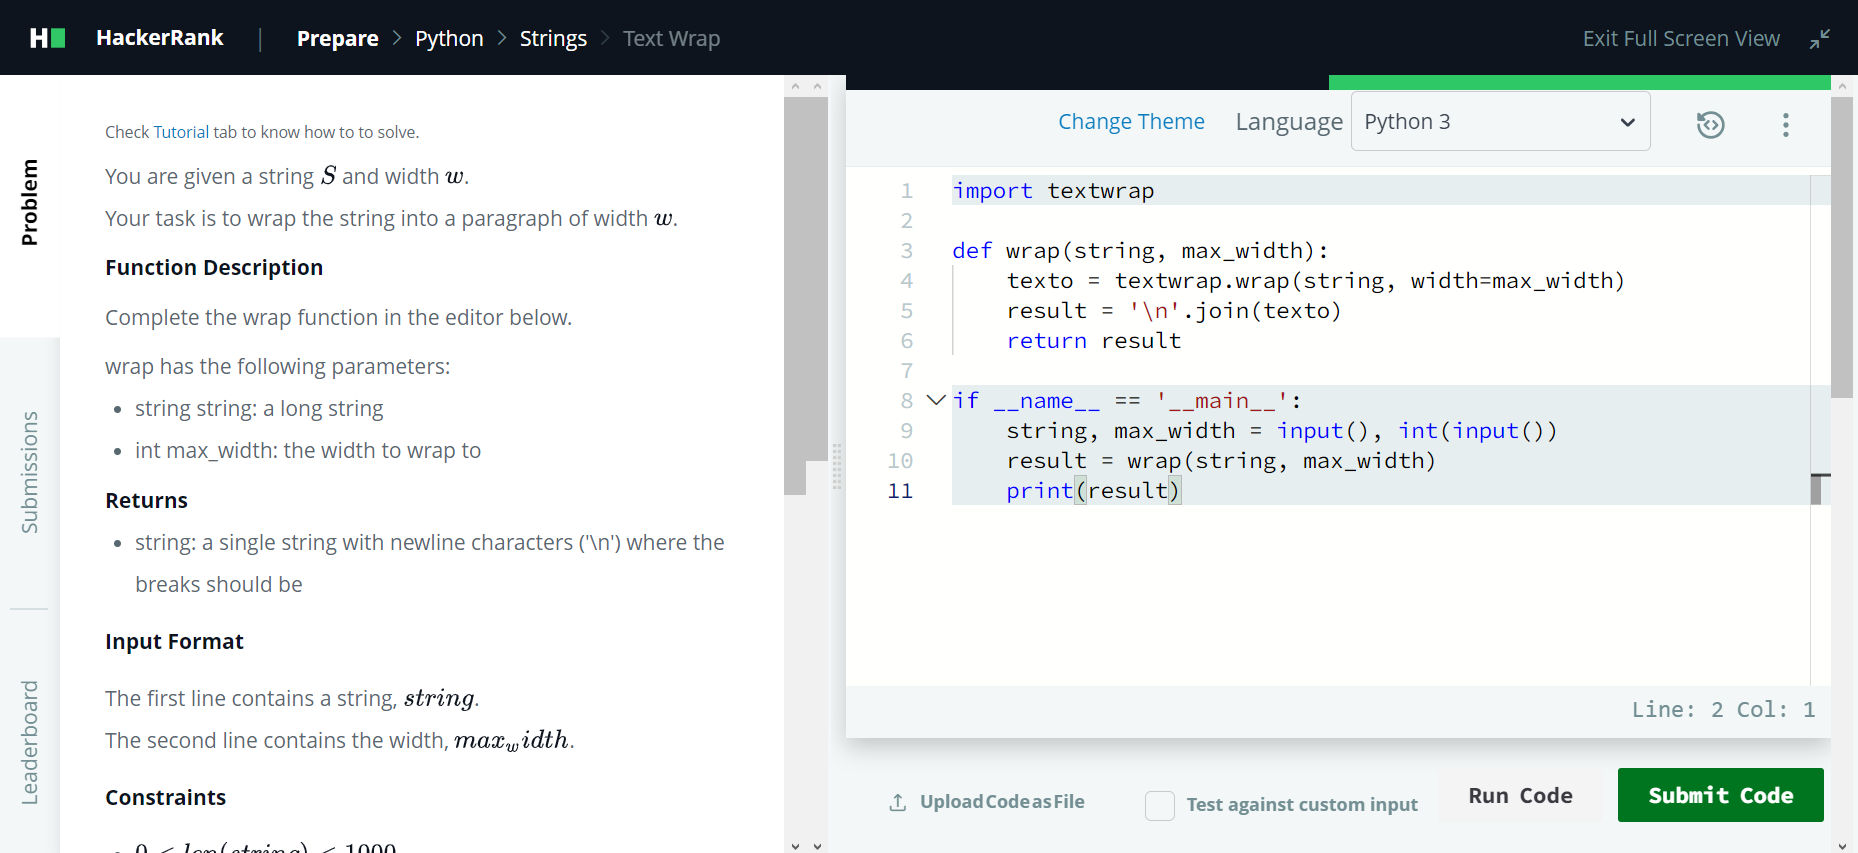 H HackerRank | Prepare > Python > Strings > Text Wrap Exit Full Screen View
Problem
Submissions
Leaderboard
Check Tutorial tab to know how to to solve.
You are given a string S and width w.
Your task is to wrap the string into a paragraph of width w.
Function Description
Complete the wrap function in the editor below.
wrap has the following parameters:
• string string: a long string
• int max_width: the width to wrap to
Returns
• string: a single string with newline characters ('\n') where the
breaks should be
Input Format
The first line contains a string, string.
The second line contains the width, max_width.
Constraints
• 0 < len(string) < 1000
Change Theme Language Python 3
1 import textwrap
2
3 def wrap(string, max_width):
4     texto = textwrap.wrap(string, width=max_width)
5     result = '\n'.join(texto)
6     return result
7
8 if __name__ == '__main__':
9     string, max_width = input(), int(input())
10     result = wrap(string, max_width)
11     print(result)
Line: 2 Col: 1
Upload Code as File Test against custom input Run Code Submit Code